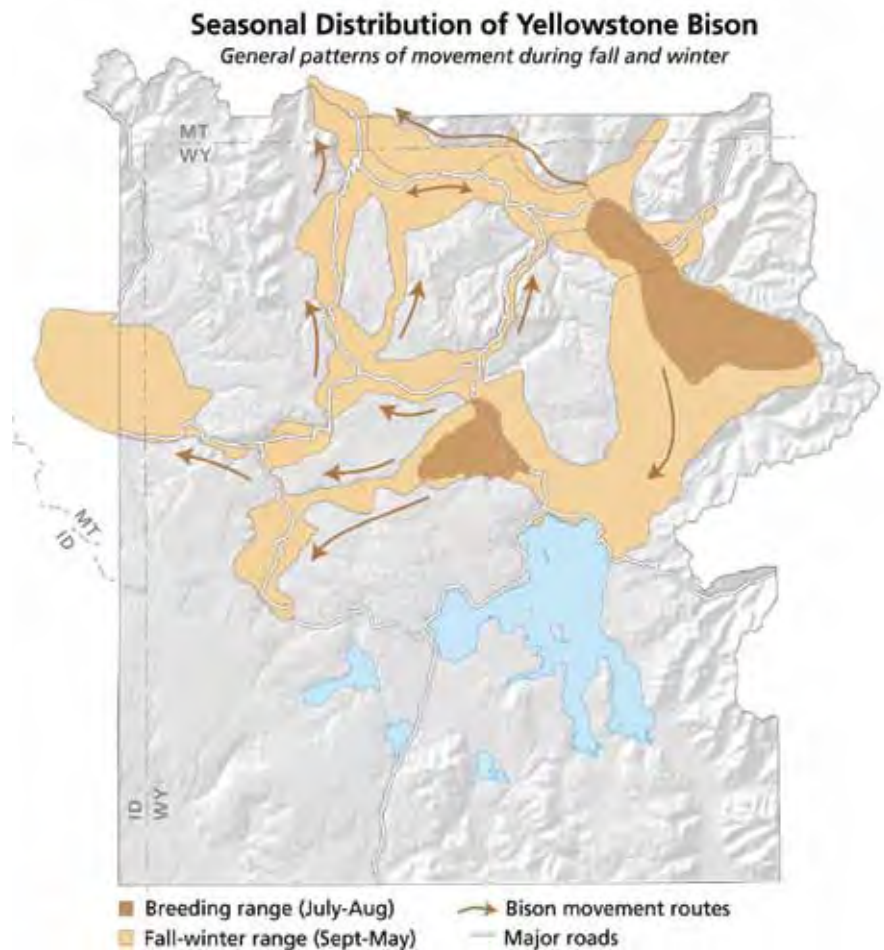 Seasonal Distribution of Yellowstone Bison
General patterns of movement during fall and winter
MT
WY
MT
ID
ID
WY
Breeding range (July-Aug)
Bison movement routes
Fall-winter range (Sept-May)
Major roads